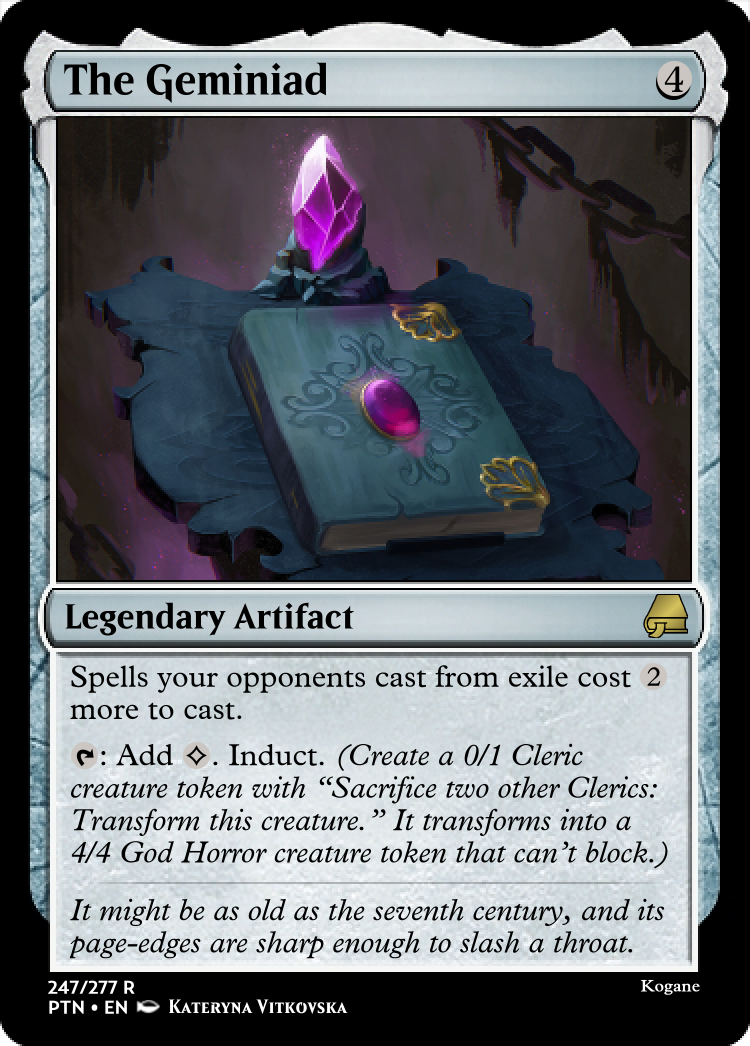 The Geminiad 4
Legendary Artifact
Spells your opponents cast from exile cost 2
more to cast.
: Add . Induct. (Create a 0/1 Cleric
creature token with “Sacrifice two other Clerics:
Transform this creature.” It transforms into a
4/4 God Horror creature token that can’t block.)
It might be as old as the seventh century, and its
page-edges are sharp enough to slash a throat.
247/277 R
Kogane
PTN • EN Kateryna Vitkovska